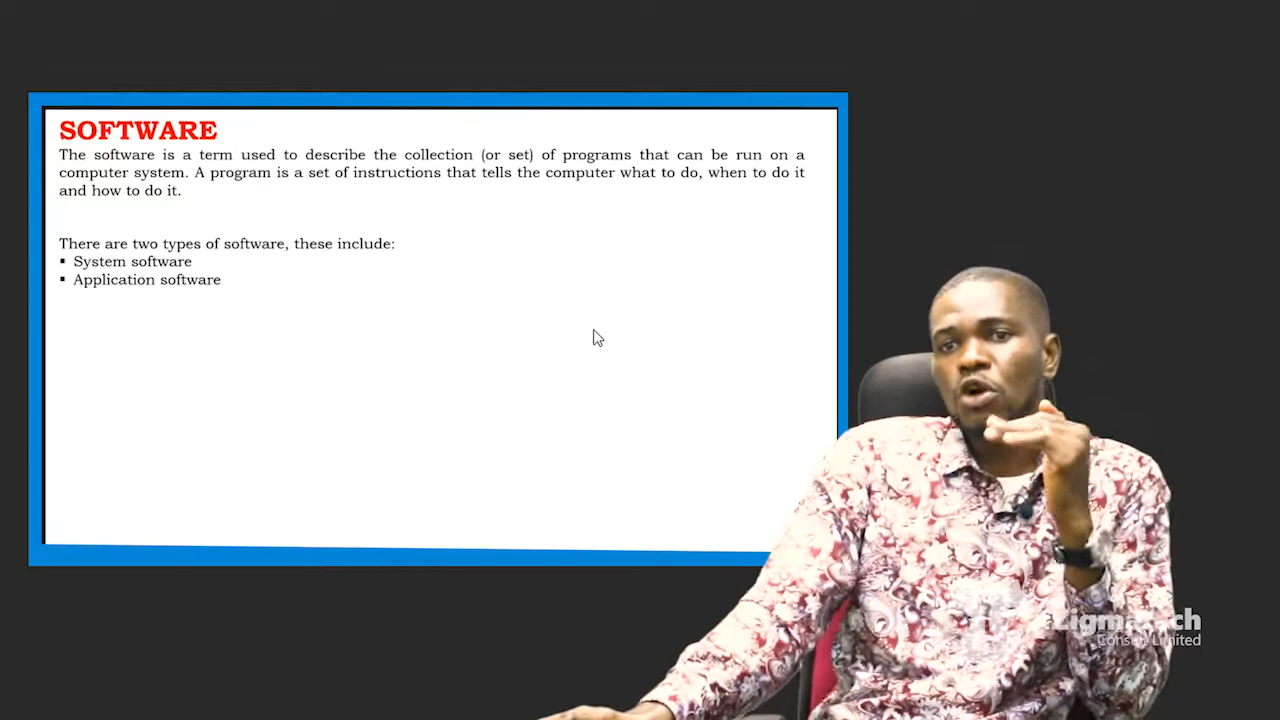 SOFTWARE
The software is a term used to describe the collection (or set) of programs that can be run on a
computer system. A program is a set of instructions that tells the computer what to do, when to do it
and how to do it.
There are two types of software, these include:
▪ System software
▪ Application software
Limited